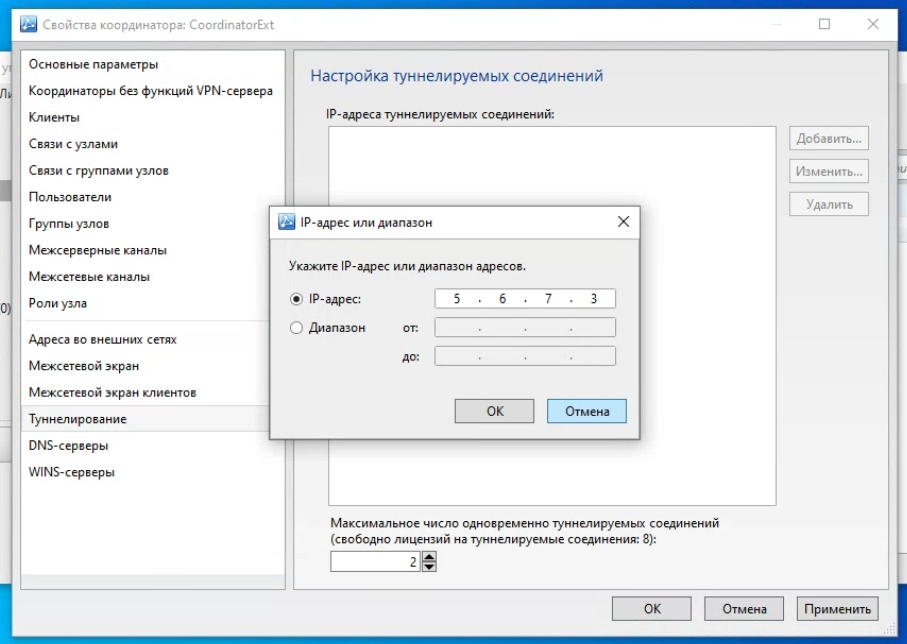 Свойства координатора: CoordinatorExt
Основные параметры
Координаторы без функций VPN-сервера
Клиенты
Связи с узлами
Связи с группами узлов
Пользователи
Группы узлов
Межсерверные каналы
Межсетевые каналы
Роли узла
Адреса во внешних сетях
Межсетевой экран
Межсетевой экран клиентов
Туннелирование
DNS-серверы
WINS-серверы
Настройка туннелируемых соединений
IP-адреса туннелируемых соединений:
Добавить...
Изменить...
Удалить
IP-адрес или диапазон
Укажите IP-адрес или диапазон адресов.
IP-адрес: 5 . 6 . 7 . 3
Диапазон от: . . .
до: . . .
ОК Отмена
Максимальное число одновременно туннелируемых соединений
(свободно лицензий на туннелируемые соединения: 8):
2
ОК Отмена Применить